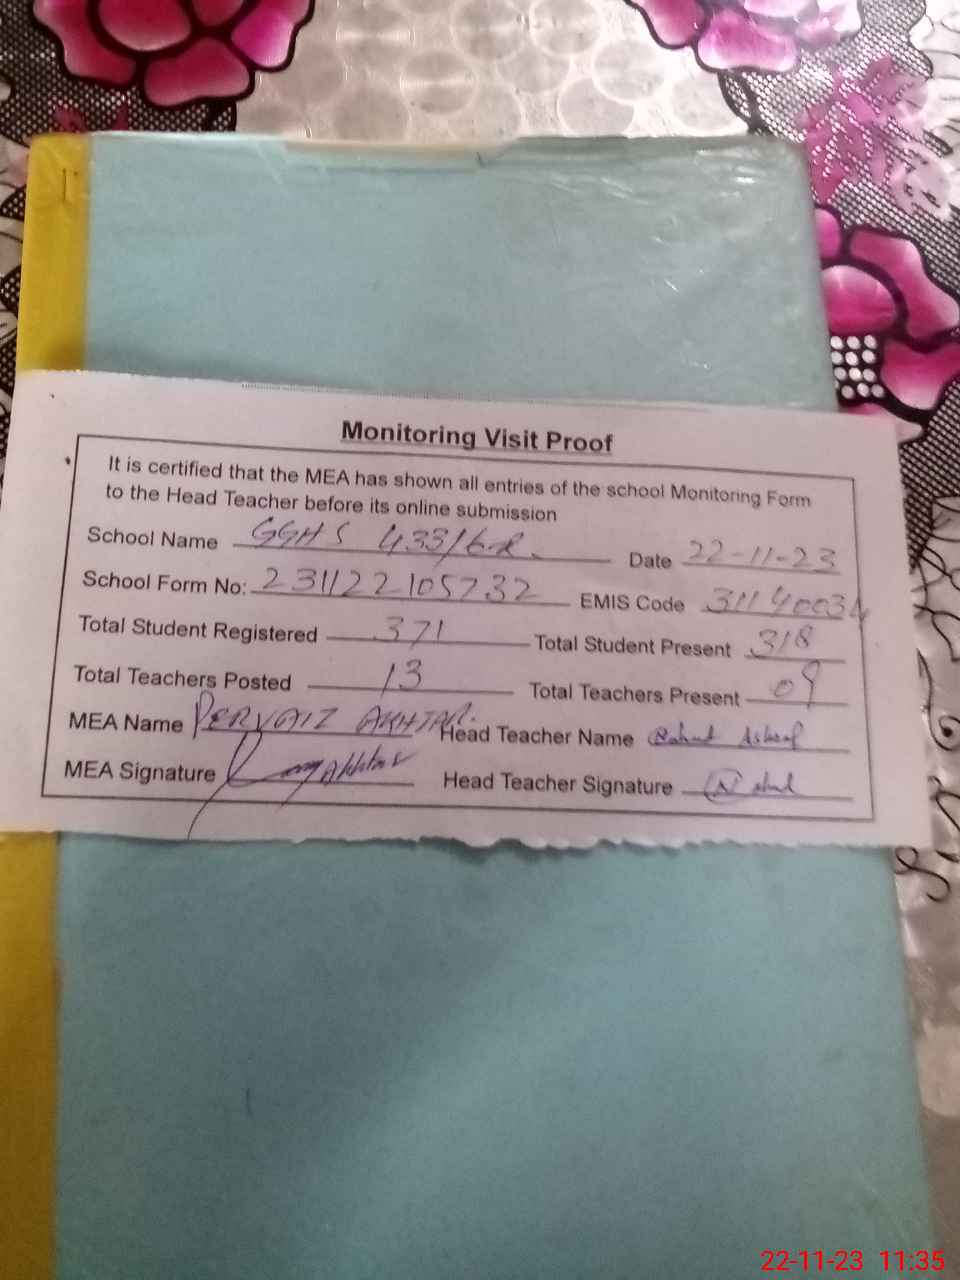 Monitoring Visit Proof
It is certified that the MEA has shown all entries of the school Monitoring Form
to the Head Teacher before its online submission
School Name GGHS 433/6-R. Date 22-11-23
School Form No: 231122105732 EMIS Code
Total Student Registered 371 Total Student Present 318
Total Teachers Posted 13 Total Teachers Present 09
MEA Name PERVAIZ AKHTAR. Head Teacher Name
MEA Signature Head Teacher Signature
22-11-23 11:35